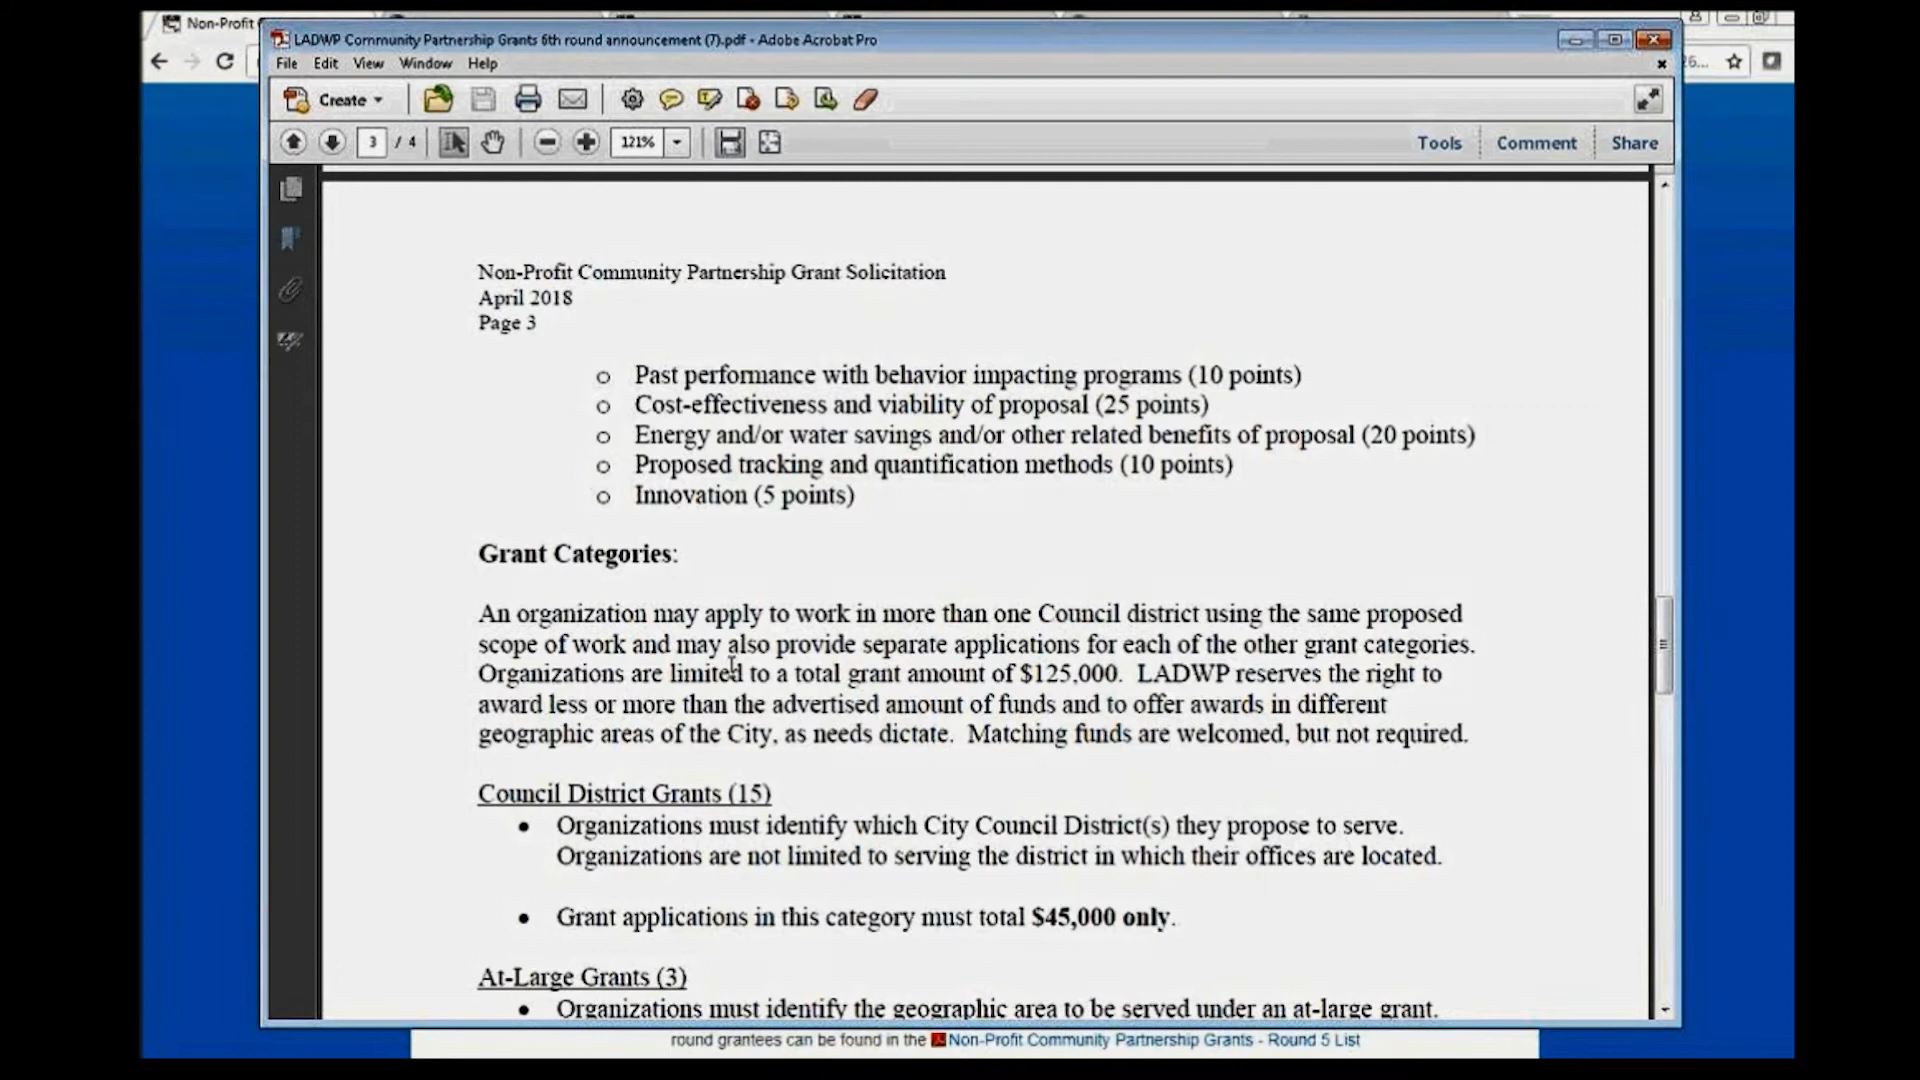 Non-Profit
LADWP Community Partnership Grants 6th round announcement (7).pdf - Adobe Acrobat Pro
File Edit View Window Help
26...
Create
3 / 4 121% Tools Comment Share
Non-Profit Community Partnership Grant Solicitation
April 2018
Page 3
o Past performance with behavior impacting programs (10 points)
o Cost-effectiveness and viability of proposal (25 points)
o Energy and/or water savings and/or other related benefits of proposal (20 points)
o Proposed tracking and quantification methods (10 points)
o Innovation (5 points)
Grant Categories:
An organization may apply to work in more than one Council district using the same proposed
scope of work and may also provide separate applications for each of the other grant categories.
Organizations are limited to a total grant amount of $125,000. LADWP reserves the right to
award less or more than the advertised amount of funds and to offer awards in different
geographic areas of the City, as needs dictate. Matching funds are welcomed, but not required.
Council District Grants (15)
• Organizations must identify which City Council District(s) they propose to serve.
Organizations are not limited to serving the district in which their offices are located.
• Grant applications in this category must total $45,000 only.
At-Large Grants (3)
• Organizations must identify the geographic area to be served under an at-large grant.
round grantees can be found in the Non-Profit Community Partnership Grants - Round 5 List